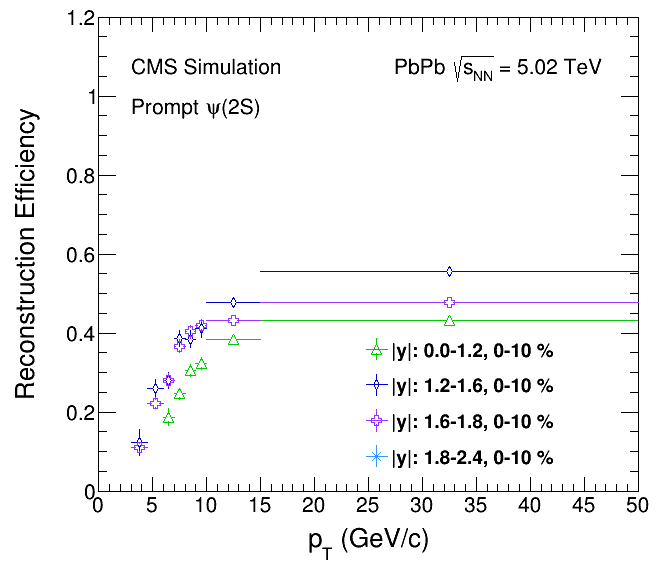 1.2
CMS Simulation
PbPb √s_NN = 5.02 TeV
1
Prompt ψ(2S)
0.8
Reconstruction Efficiency
0.6
0.4
|y|: 0.0-1.2, 0-10 %
|y|: 1.2-1.6, 0-10 %
0.2
|y|: 1.6-1.8, 0-10 %
|y|: 1.8-2.4, 0-10 %
0
0 5 10 15 20 25 30 35 40 45 50
p_T (GeV/c)